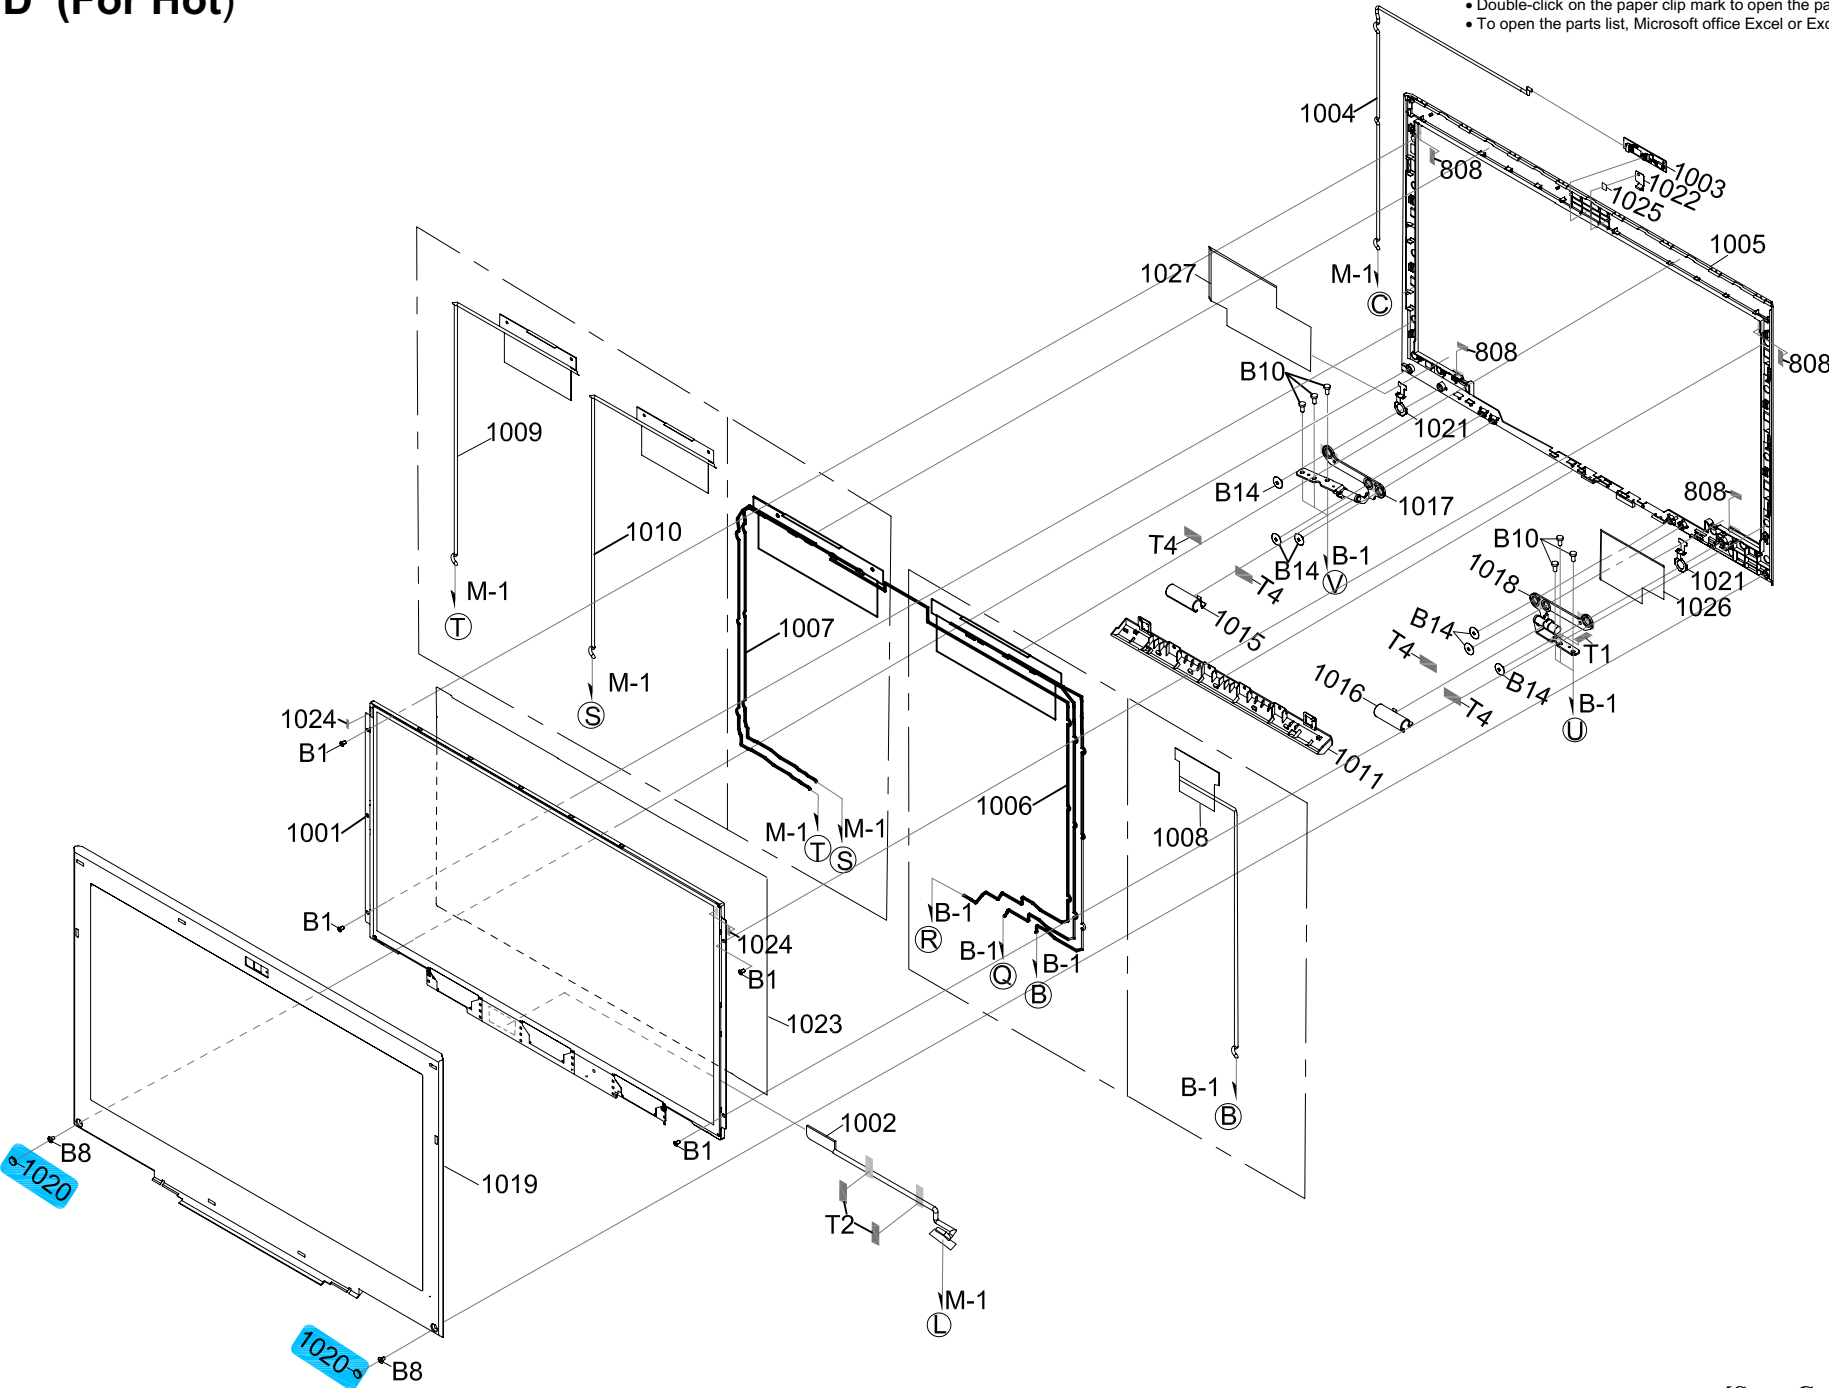 (For Hot)
• Double-click on the paper clip mark to open the
• To open the parts list, Microsoft office Excel or
1004
808
1003
1022
1025
1005
1027
M-1
C
808
808
B10
1021
1009
1010
B14
1017
808
T4
B10
B-1
V
B14
T4
1018
1021
1026
M-1
T
1007
1015
B14
T1
T4
M-1
S
1016
B14
T4
B-1
U
1024
B1
1011
1001
1006
M-1
T
M-1
S
1008
B1
B-1
R
1024
B-1
Q
B-1
B
B1
1023
B-1
B
1002
B1
B8
1020
1019
T2
M-1
L
1020
B8